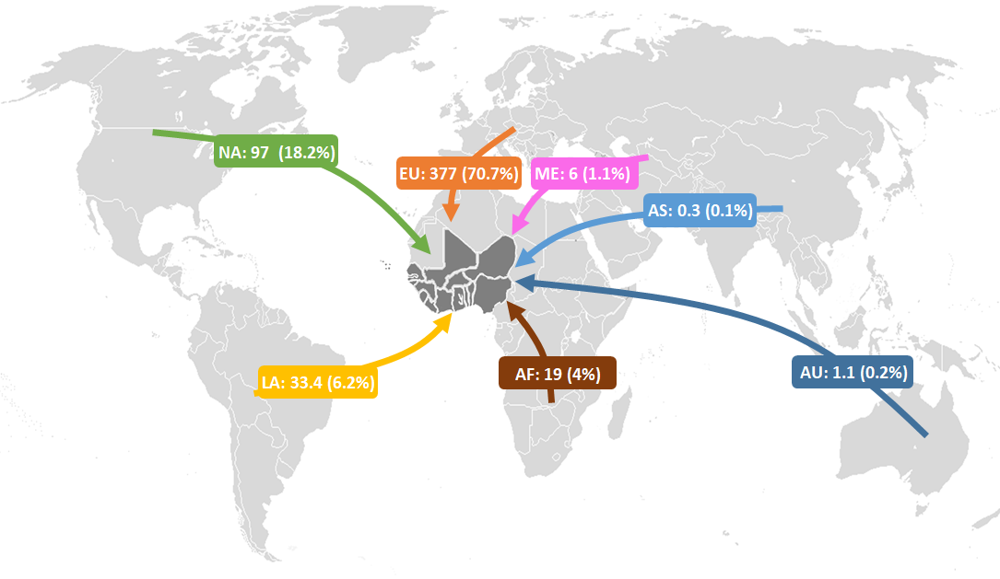 NA: 97 (18.2%)
EU: 377 (70.7%)
ME: 6 (1.1%)
AS: 0.3 (0.1%)
LA: 33.4 (6.2%)
AF: 19 (4%)
AU: 1.1 (0.2%)